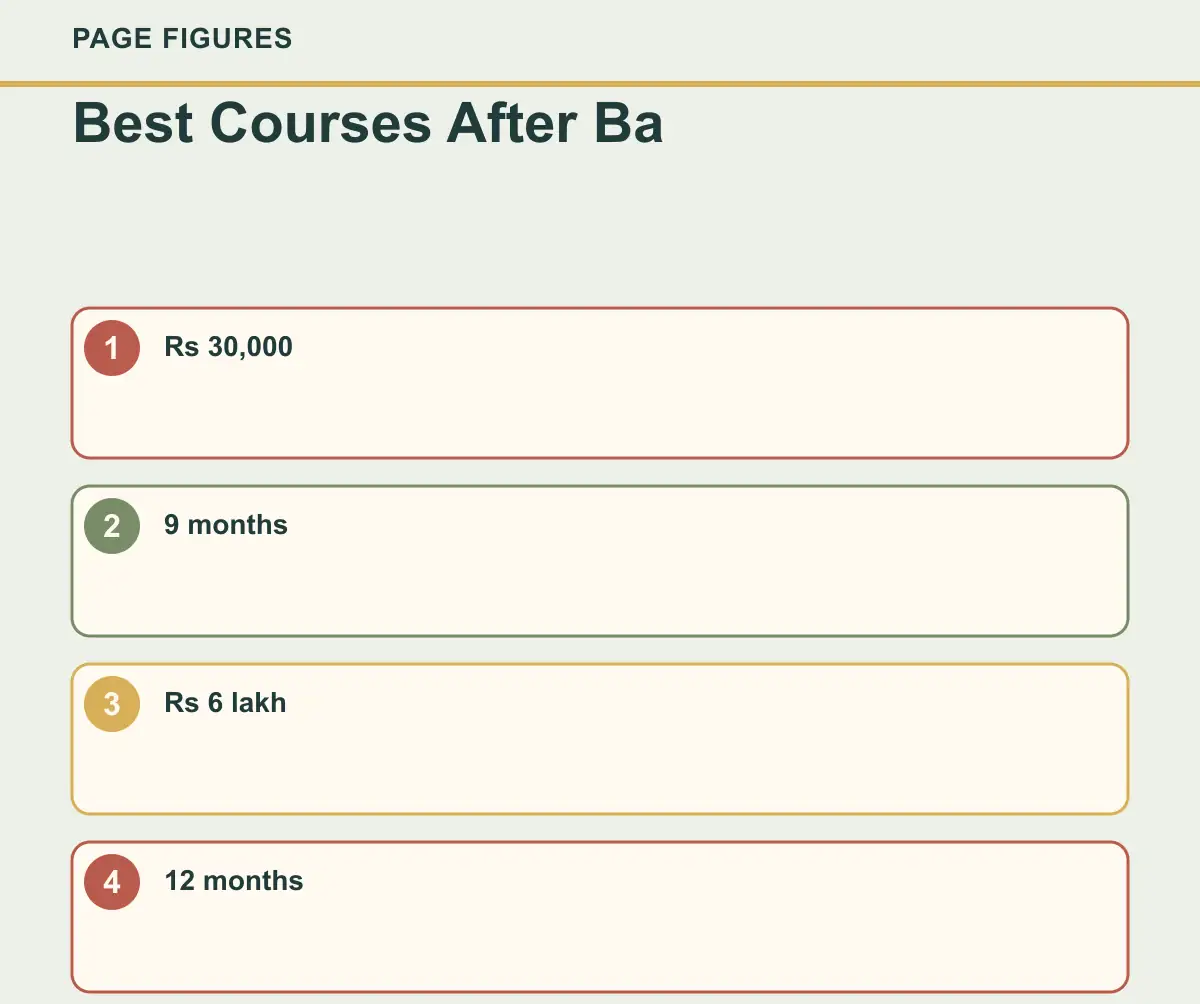 PAGE FIGURES
Best Courses After Ba
1 Rs 30,000
2 9 months
3 Rs 6 lakh
4 12 months